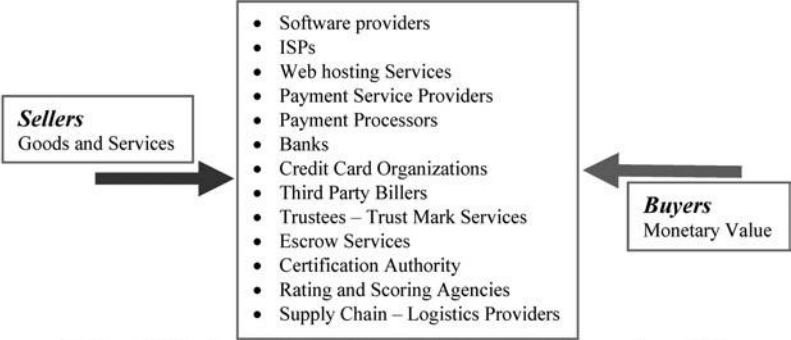 Sellers
Goods and Services
• Software providers
• ISPs
• Web hosting Services
• Payment Service Providers
• Payment Processors
• Banks
• Credit Card Organizations
• Third Party Billers
• Trustees – Trust Mark Services
• Escrow Services
• Certification Authority
• Rating and Scoring Agencies
• Supply Chain – Logistics Providers
Buyers
Monetary Value